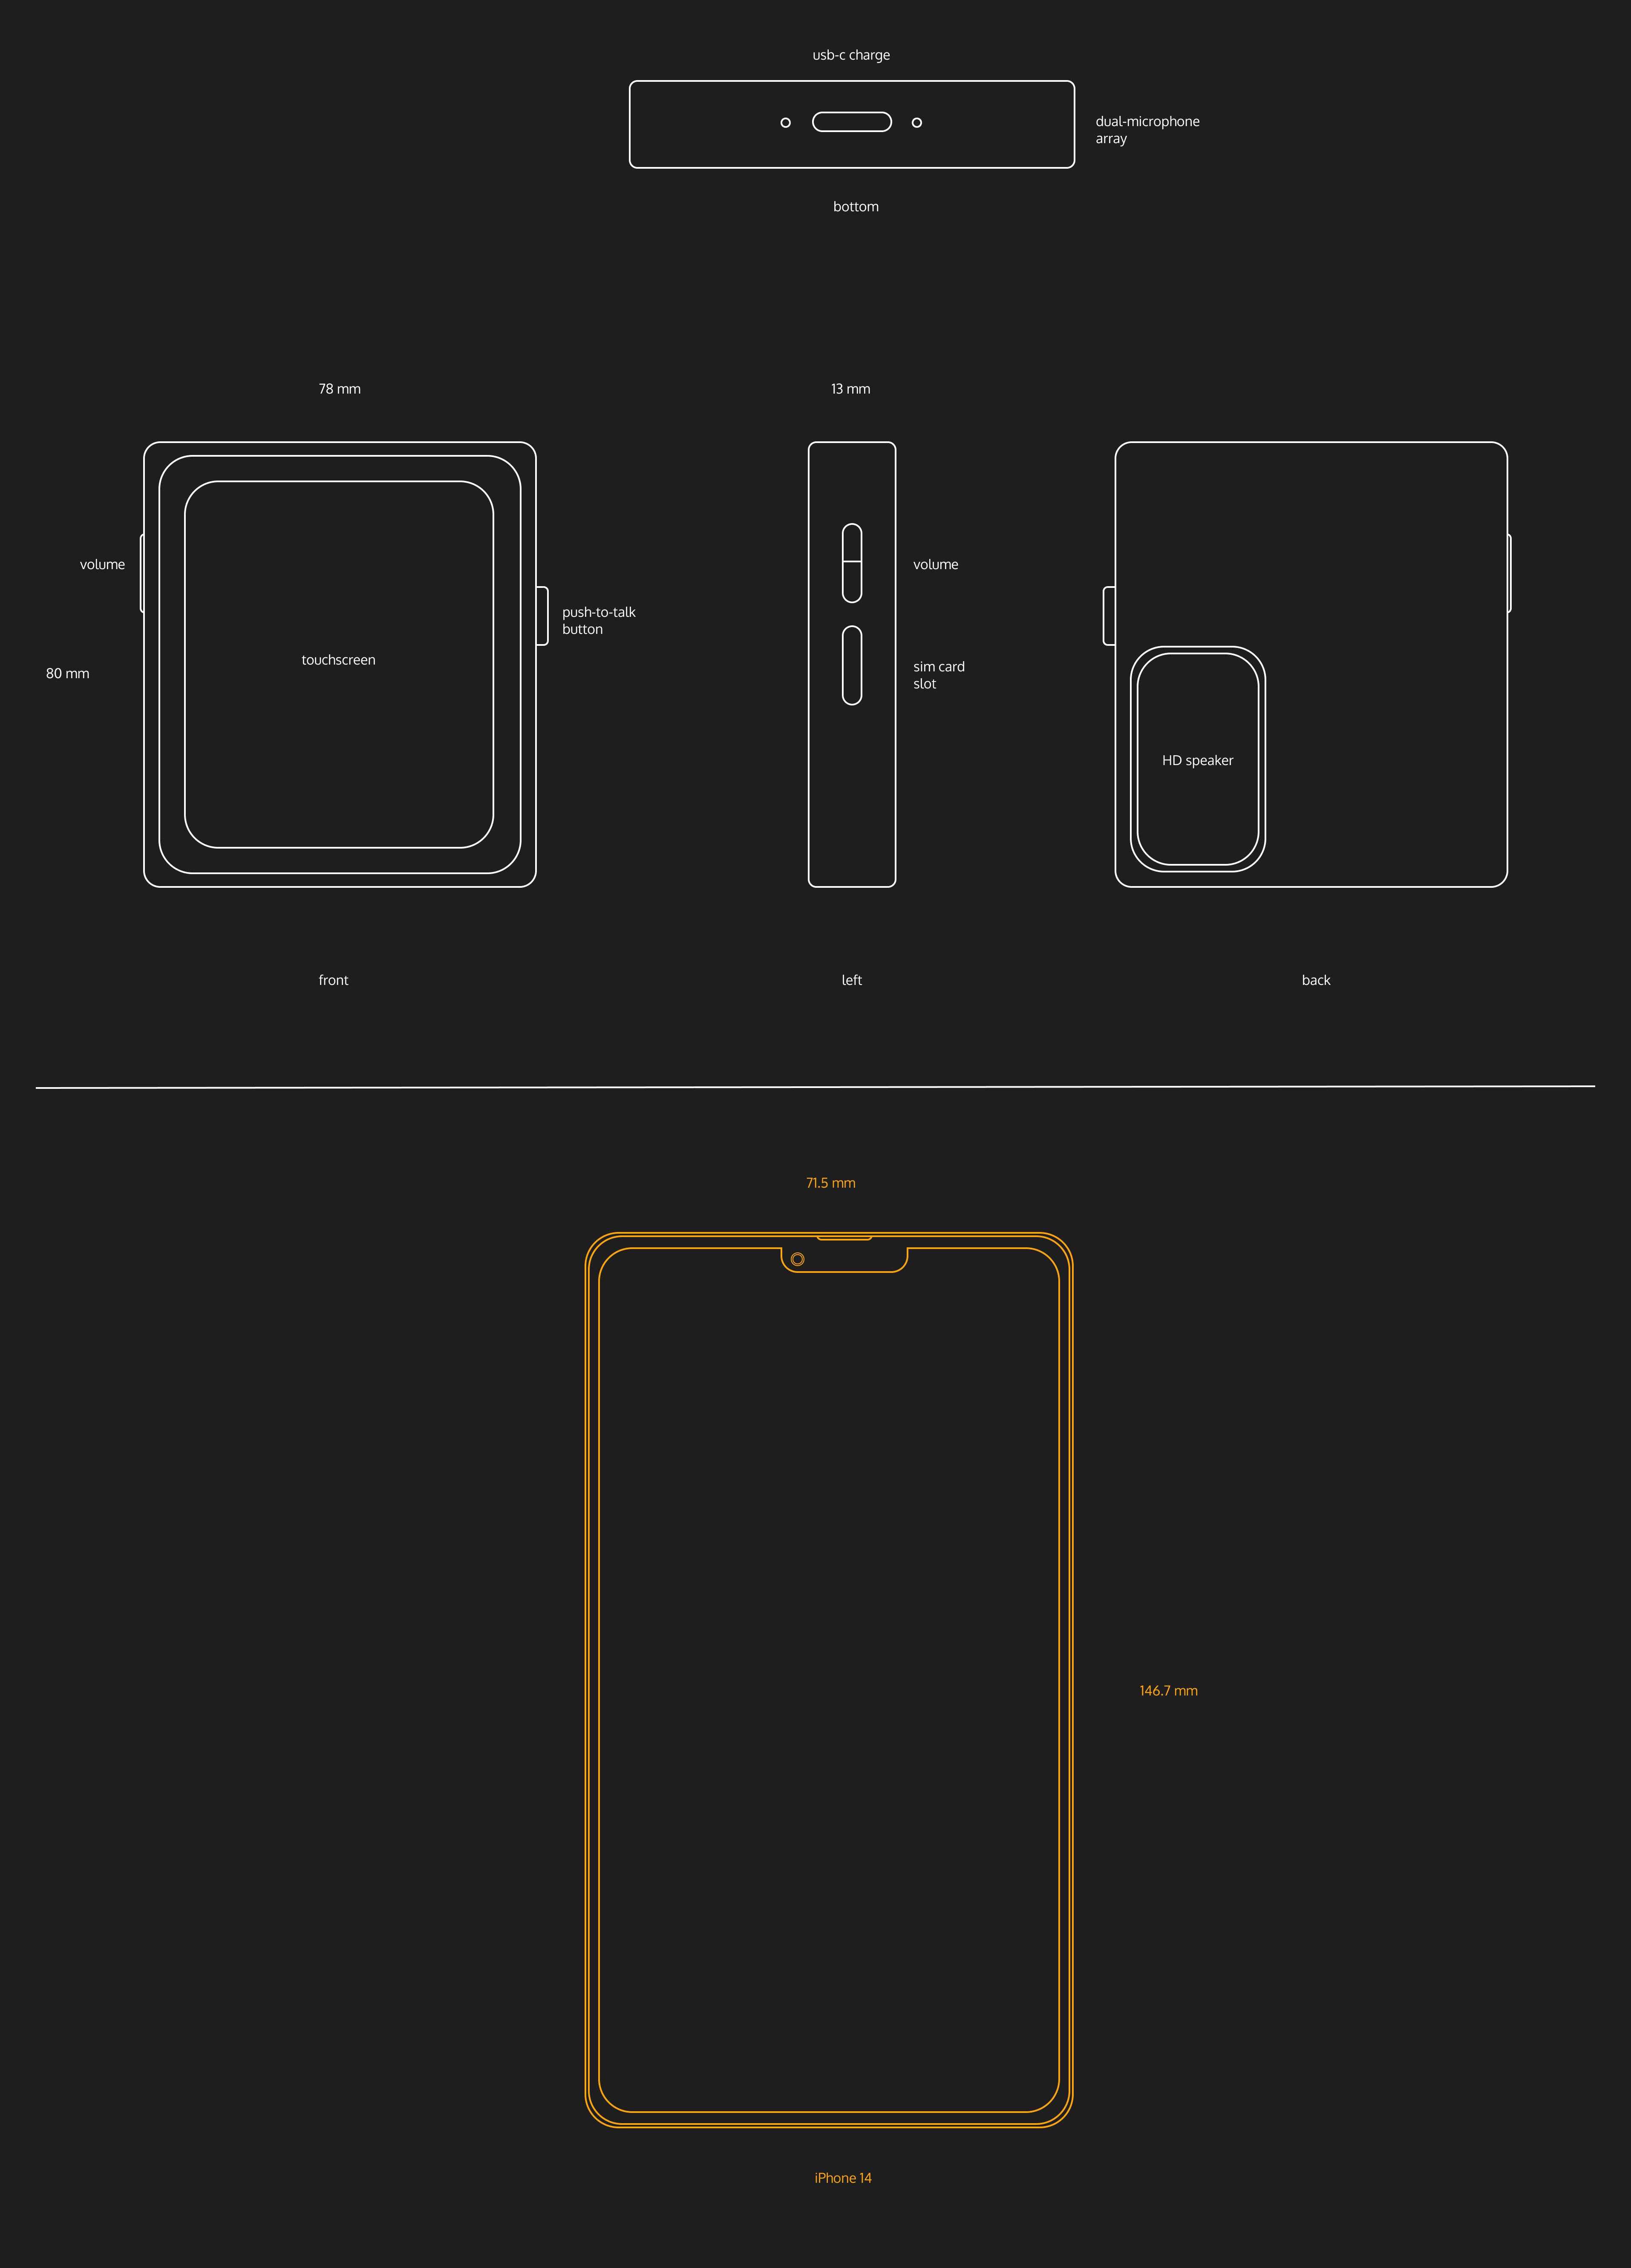 usb-c charge
dual-microphone
array
bottom
78 mm
13 mm
volume
push-to-talk
button
touchscreen
80 mm
volume
sim card
slot
HD speaker
front
left
back
71.5 mm
146.7 mm
iPhone 14